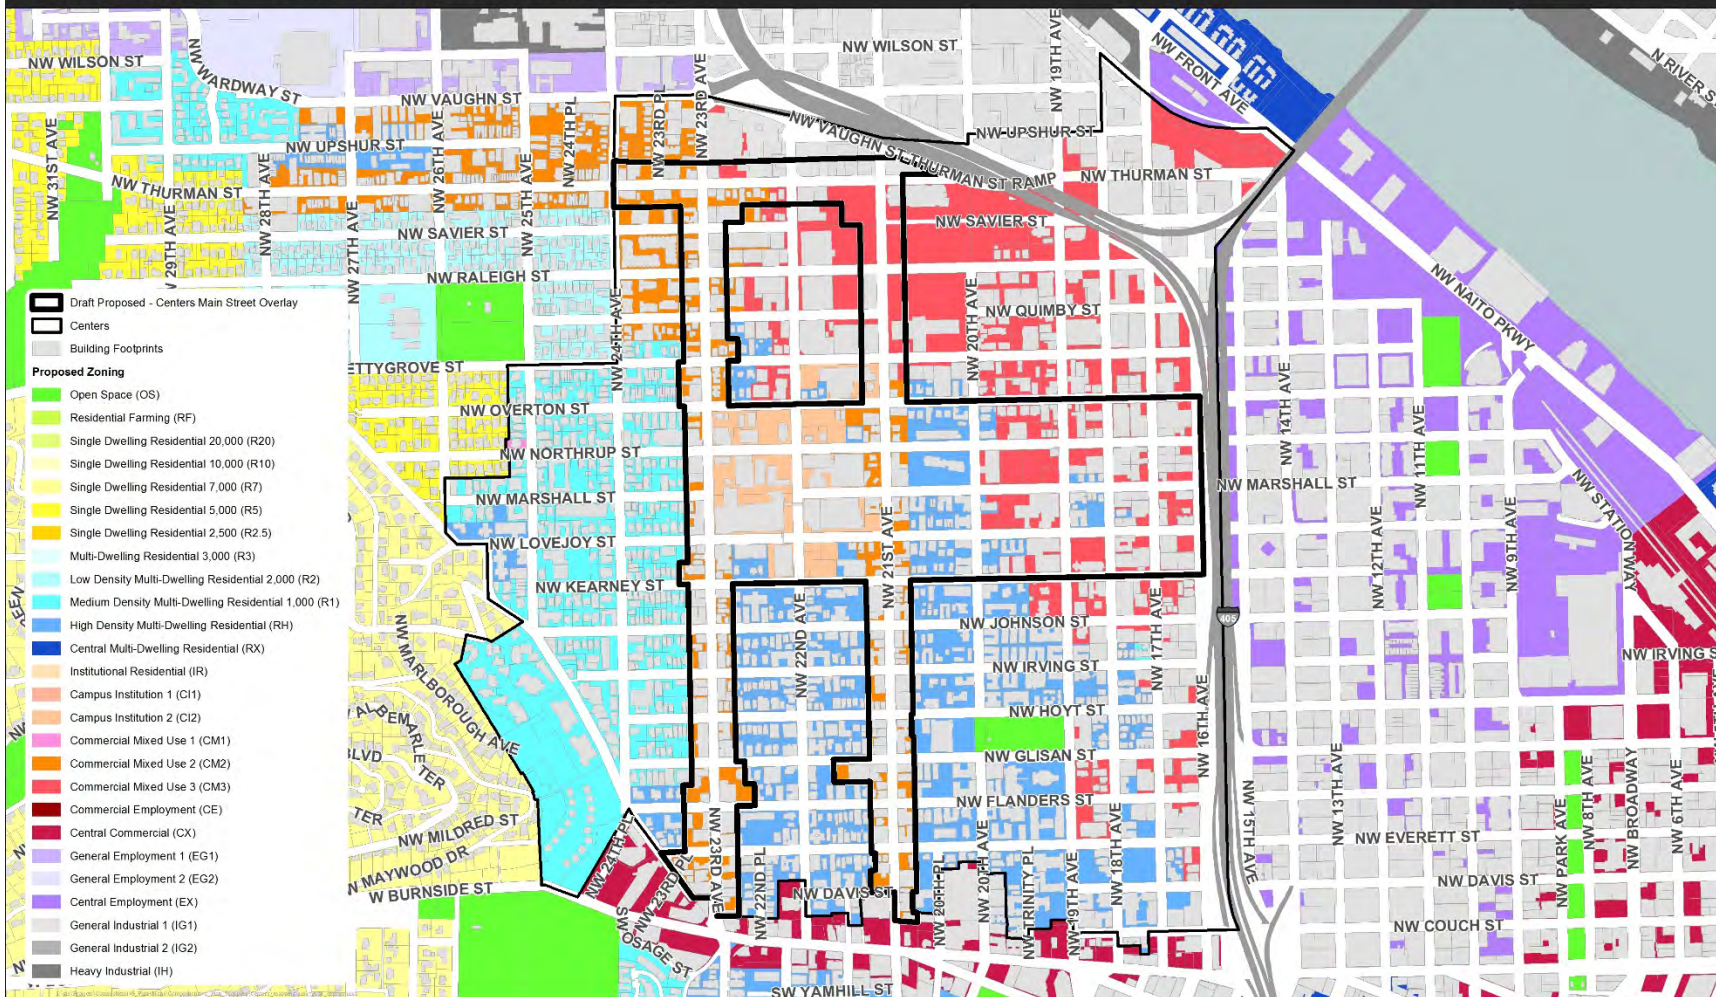 NW WILSON ST
NW WARDWAY ST
NW VAUGHN ST
NW UPSHUR ST
NW THURMAN ST
NW SAVIER ST
NW RALEIGH ST
NW 31ST AVE
29TH AVE
NW 28TH AVE
NW 27TH AVE
NW 26TH AVE
NW 25TH AVE
NW 24TH PL
NW 24TH AVE
NW 23RD PL
NW 23RD AVE
NW WILSON ST
NW 19TH AVE
NW FRONT AVE
N RIVER S
NW VAUGHN ST-THURMAN ST RAMP
NW UPSHUR ST
NW THURMAN ST
NW SAVIER ST
NW QUIMBY ST
NW 20TH AVE
NW NAITO PKWY
Draft Proposed - Centers Main Street Overlay
Centers
Building Footprints
Proposed Zoning
Open Space (OS)
Residential Farming (RF)
Single Dwelling Residential 20,000 (R20)
Single Dwelling Residential 10,000 (R10)
Single Dwelling Residential 7,000 (R7)
Single Dwelling Residential 5,000 (R5)
Single Dwelling Residential 2,500 (R2.5)
Multi-Dwelling Residential 3,000 (R3)
Low Density Multi-Dwelling Residential 2,000 (R2)
Medium Density Multi-Dwelling Residential 1,000 (R1)
High Density Multi-Dwelling Residential (RH)
Central Multi-Dwelling Residential (RX)
Institutional Residential (IR)
Campus Institution 1 (CI1)
Campus Institution 2 (CI2)
Commercial Mixed Use 1 (CM1)
Commercial Mixed Use 2 (CM2)
Commercial Mixed Use 3 (CM3)
Commercial Employment (CE)
Central Commercial (CX)
General Employment 1 (EG1)
General Employment 2 (EG2)
Central Employment (EX)
General Industrial 1 (IG1)
General Industrial 2 (IG2)
Heavy Industrial (IH)
ETTYGROVE ST
NW OVERTON ST
NW NORTHRUP ST
NW MARSHALL ST
NW LOVEJOY ST
NW KEARNEY ST
NW MARLBOROUGH AVE
ALBEMARLE TER
BLVD
TER
NW MILDRED ST
NW MAYWOOD DR
W BURNSIDE ST
NW 24TH PL
NW 23RD PL
NW 23RD AVE
NW 22ND PL
NW 22ND AVE
NW 21ST AVE
NW DAVIS ST
SW OSAGE ST
SW YAMHILL ST
NW JOHNSON ST
NW IRVING ST
NW HOYT ST
NW GLISAN ST
NW FLANDERS ST
NW 20TH PL
NW 20TH AVE
NW TRINITY PL
NW 19TH AVE
NW 18TH AVE
NW 17TH AVE
NW 16TH AVE
NW 15TH AVE
405
NW MARSHALL ST
NW 14TH AVE
NW 13TH AVE
NW 12TH AVE
NW 11TH AVE
NW 9TH AVE
NW STATION WAY
NW IRVING S
NW EVERETT ST
NW DAVIS ST
NW COUCH ST
NW PARK AVE
NW 8TH AVE
NW BROADWAY
NW 6TH AVE